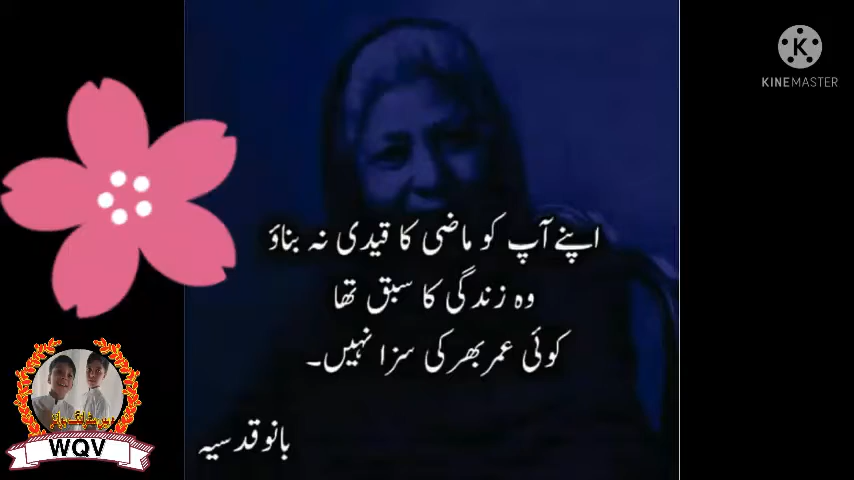 KINEMASTER
اپنے آپ کو ماضی کا قیدی نہ بناؤ
وہ زندگی کا سبق تھا
کوئی عمر بھر کی سزا نہیں۔
بانو قدسیہ
WQV